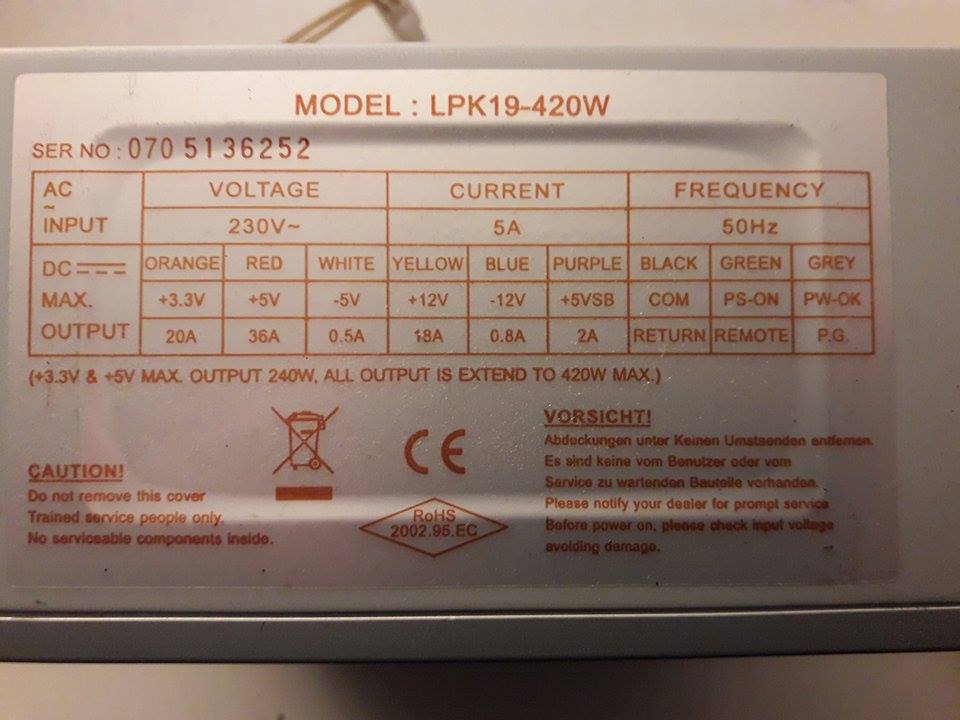 MODEL : LPK19-420W
SER NO : 070 5136252
AC ~ INPUT VOLTAGE CURRENT FREQUENCY
230V~ 5A 50Hz
DC MAX. OUTPUT ORANGE RED WHITE YELLOW BLUE PURPLE BLACK GREEN GREY
+3.3V +5V -5V +12V -12V +5VSB COM PS-ON PW-OK
20A 36A 0.5A 18A 0.8A 2A RETURN REMOTE P.G.
(+3.3V & +5V MAX. OUTPUT 240W, ALL OUTPUT IS EXTEND TO 420W MAX.)
CAUTION!
Do not remove this cover
Trained service people only.
No serviceable components inside.
CE
RoHS
2002.95.EC
VORSICHT!
Abdeckungen unter Keinen Umstaenden entfernen.
Es sind keine vom Benutzer oder vom
Service zu wartenden Bauteile vorhanden.
Please notify your dealer for prompt service
Before power on, please check input voltage
avoiding damage.